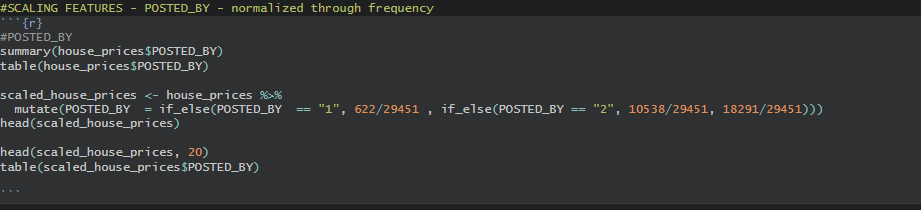 #SCALING FEATURES - POSTED_BY - normalized through frequency
```{r}
#POSTED_BY
summary(house_prices$POSTED_BY)
table(house_prices$POSTED_BY)

scaled_house_prices <- house_prices %>%
  mutate(POSTED_BY  = if_else(POSTED_BY  == "1", 622/29451 , if_else(POSTED_BY == "2", 10538/29451, 18291/29451)))
head(scaled_house_prices)

head(scaled_house_prices, 20)
table(scaled_house_prices$POSTED_BY)

```